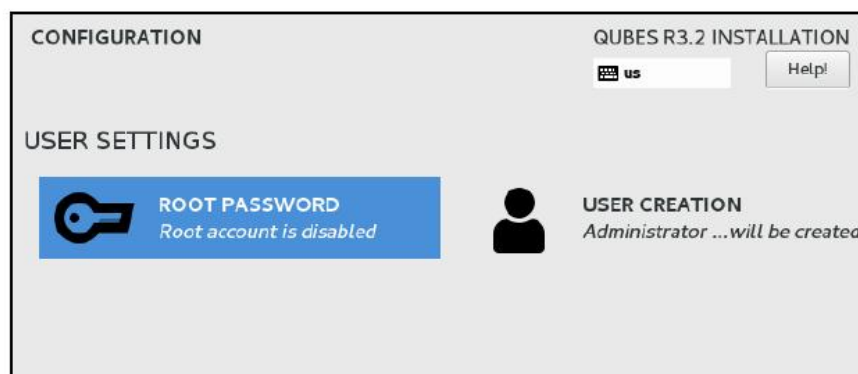 CONFIGURATION
QUBES R3.2 INSTALLATION
us
Help!
USER SETTINGS
ROOT PASSWORD
Root account is disabled
USER CREATION
Administrator ...will be created